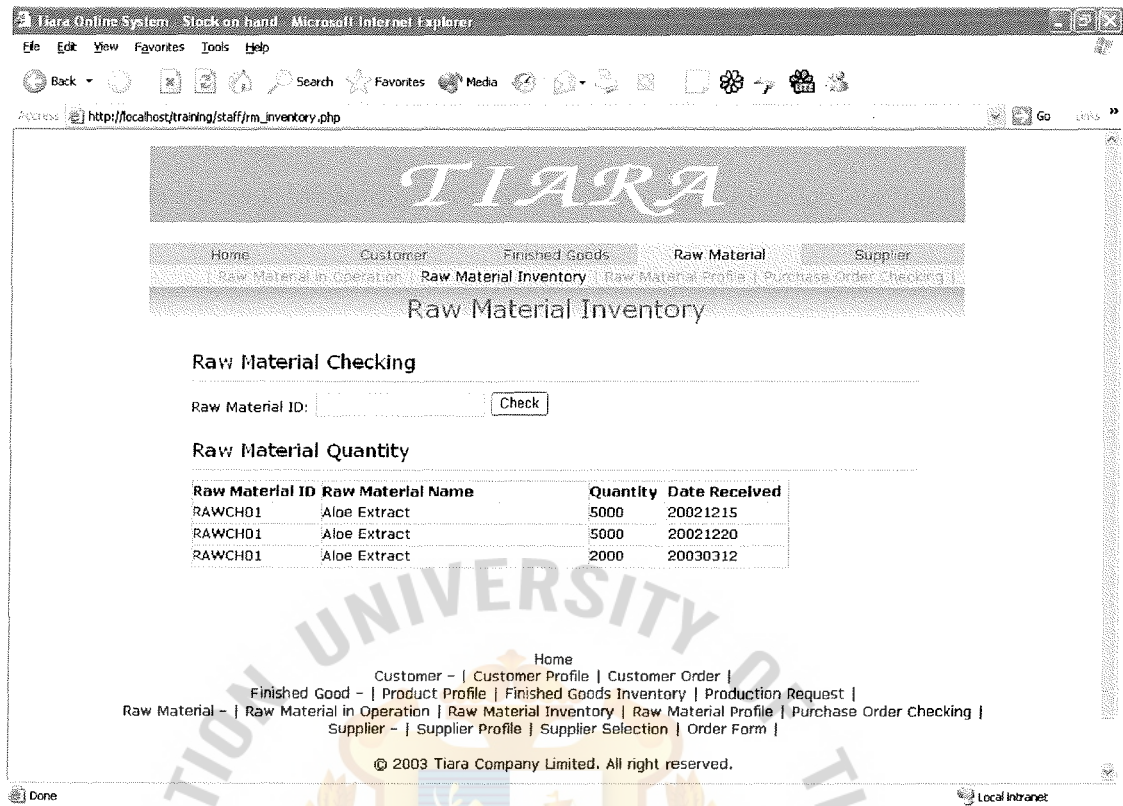 Tiara Online System - Stock on hand - Microsoft Internet Explorer
File Edit View Favorites Tools Help
Back Search Favorites Media
Address http://localhost/training/staff/rm_inventory.php Go Links »
TIARA
Home Customer Finished Goods Raw Material Supplier
| Raw Material in Operation | Raw Material Inventory | Raw Material Profile | Purchase Order Checking |
Raw Material Inventory
Raw Material Checking
Raw Material ID: Check
Raw Material Quantity
Raw Material ID Raw Material Name Quantity Date Received
RAWCH01 Aloe Extract 5000 20021215
RAWCH01 Aloe Extract 5000 20021220
RAWCH01 Aloe Extract 2000 20030312
UNIVERSITY OF
Home
Customer – | Customer Profile | Customer Order |
Finished Good – | Product Profile | Finished Goods Inventory | Production Request |
Raw Material – | Raw Material in Operation | Raw Material Inventory | Raw Material Profile | Purchase Order Checking |
Supplier – | Supplier Profile | Supplier Selection | Order Form |
© 2003 Tiara Company Limited. All right reserved.
Done Local intranet